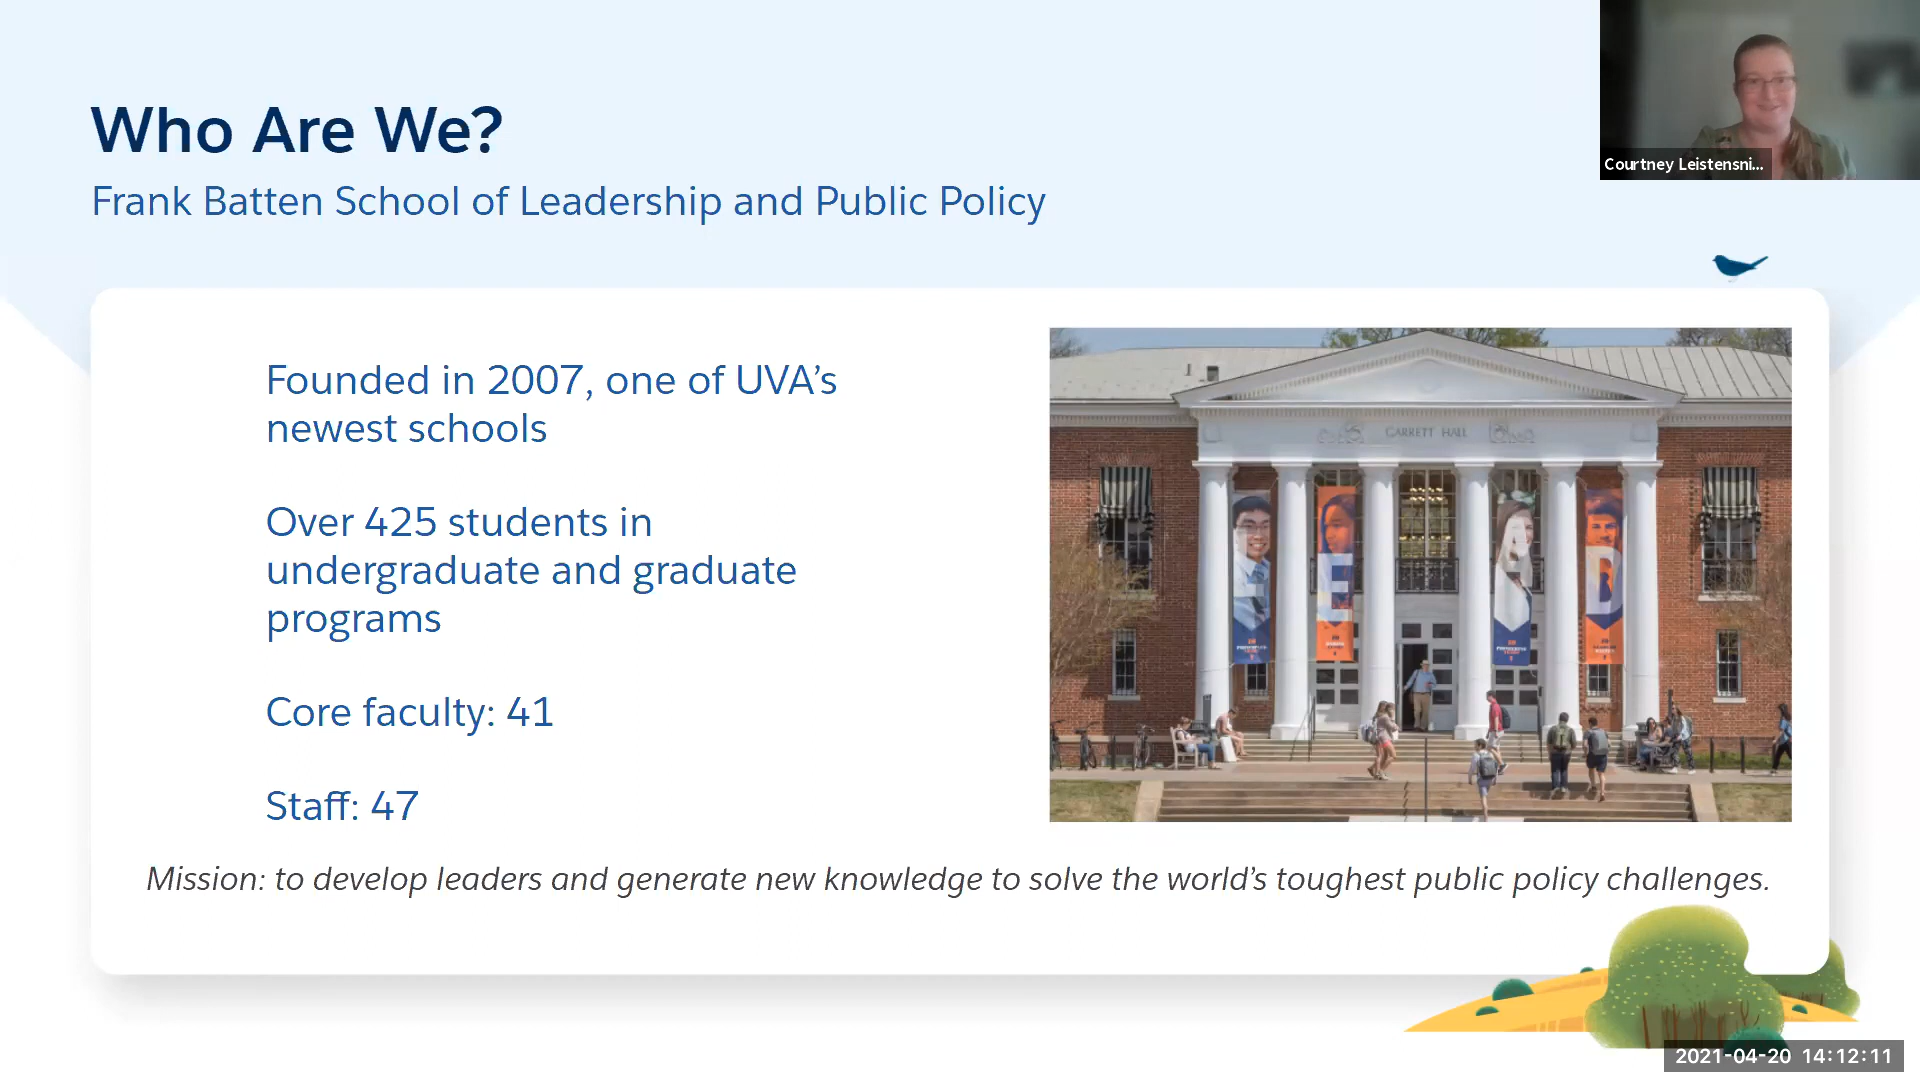 Who Are We?
Frank Batten School of Leadership and Public Policy
Courtney Leistensni...
Founded in 2007, one of UVA's
newest schools
Over 425 students in
undergraduate and graduate
programs
Core faculty: 41
Staff: 47
GARRETT HALL
E
A
D
Mission: to develop leaders and generate new knowledge to solve the world's toughest public policy challenges.
2021-04-20 14:12:11